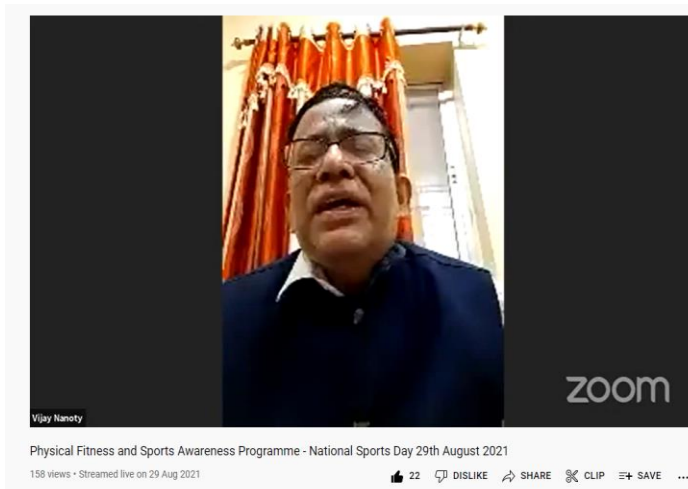 zoom
Vijay Nanoty
Physical Fitness and Sports Awareness Programme - National Sports Day 29th August 2021
158 views • Streamed live on 29 Aug 2021
22 DISLIKE SHARE CLIP SAVE ...